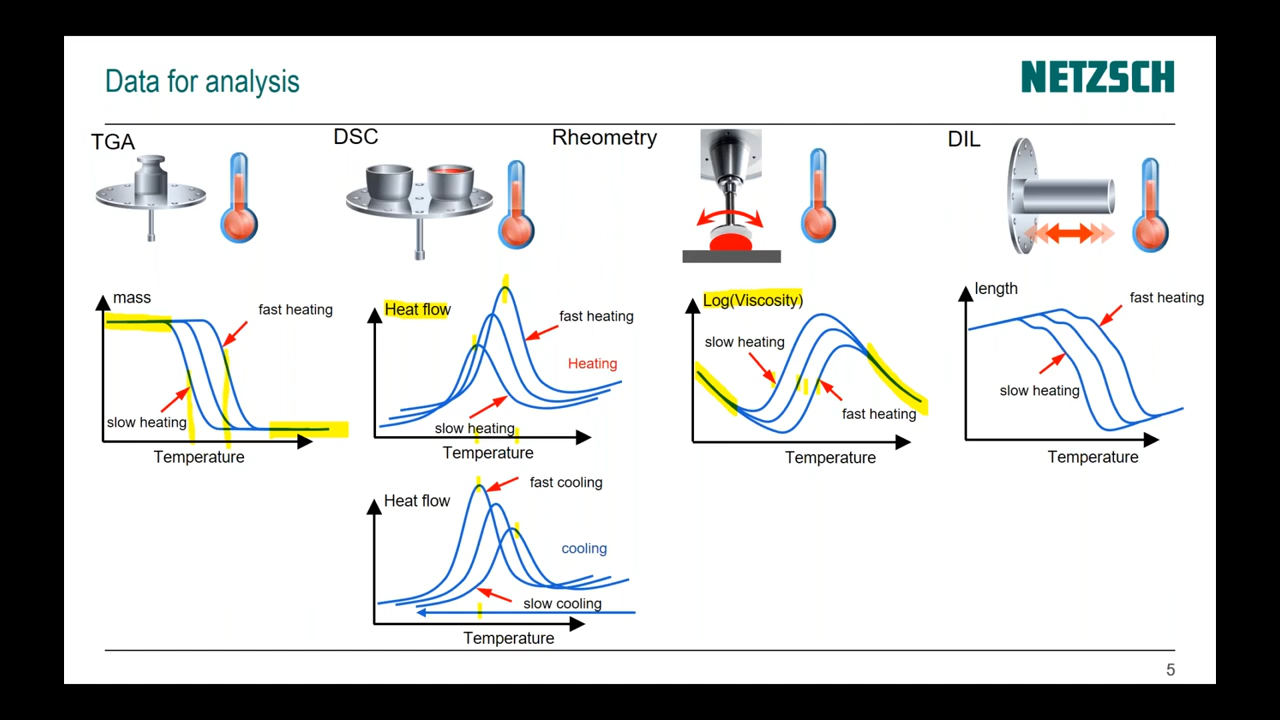 Data for analysis
NETZSCH
TGA
DSC
Rheometry
DIL
mass
fast heating
slow heating
Temperature
Heat flow
fast heating
Heating
slow heating
Temperature
Log(Viscosity)
slow heating
fast heating
Temperature
length
fast heating
slow heating
Temperature
Heat flow
fast cooling
cooling
slow cooling
Temperature
5